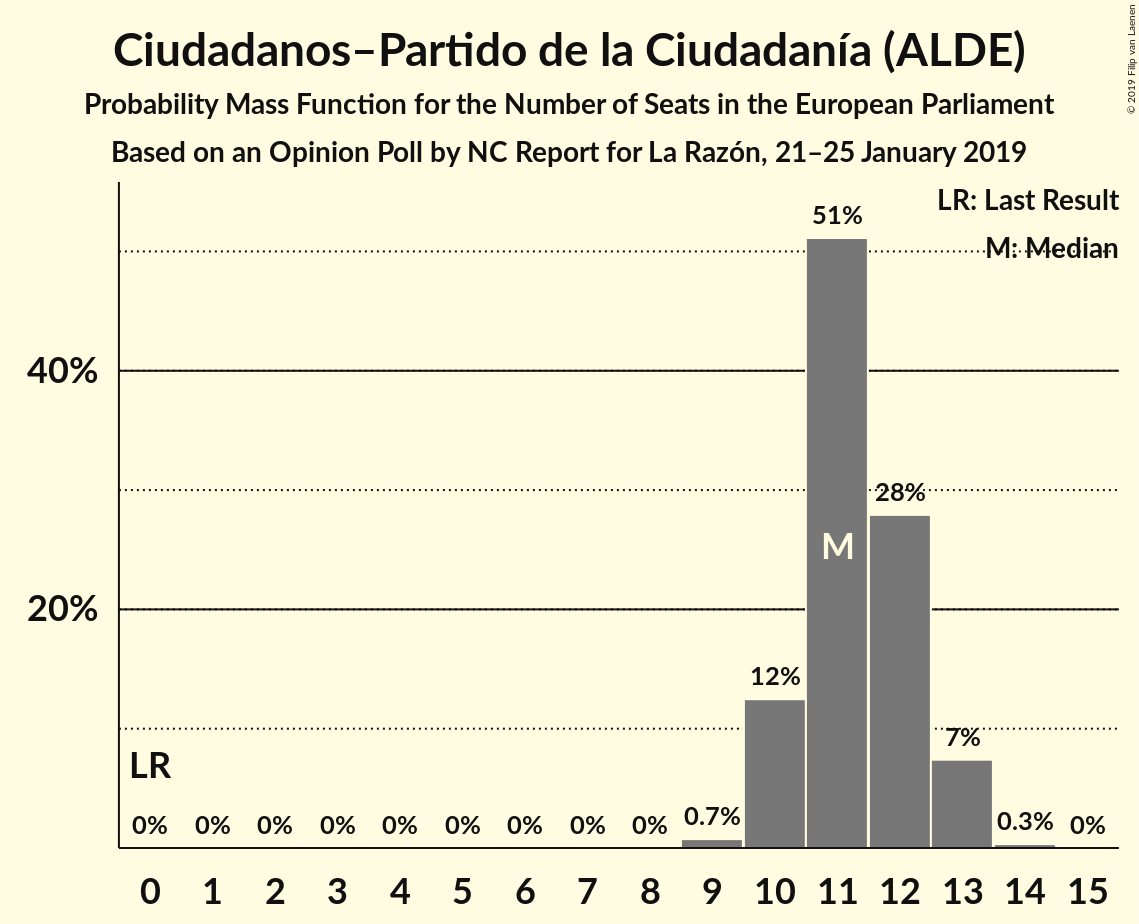 Ciudadanos–Partido de la Ciudadanía (ALDE)
Probability Mass Function for the Number of Seats in the European Parliament
Based on an Opinion Poll by NC Report for La Razón, 21–25 January 2019
© 2019 Filip van Laenen
LR: Last Result
M: Median
51%
40%
28%
M
20%
12%
7%
LR
0% 0% 0% 0% 0% 0% 0% 0% 0% 0.7% 0.3% 0%
0 1 2 3 4 5 6 7 8 9 10 11 12 13 14 15